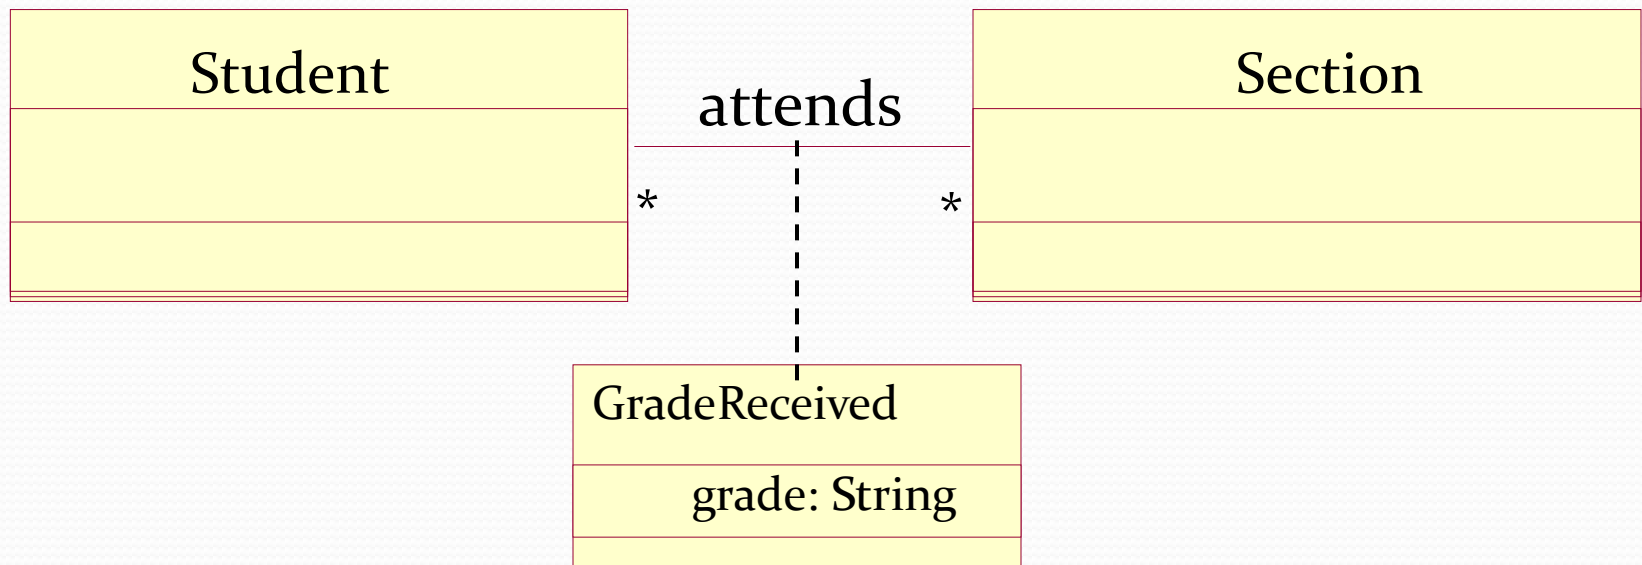 Student
attends
Section
*
*
GradeReceived
grade: String